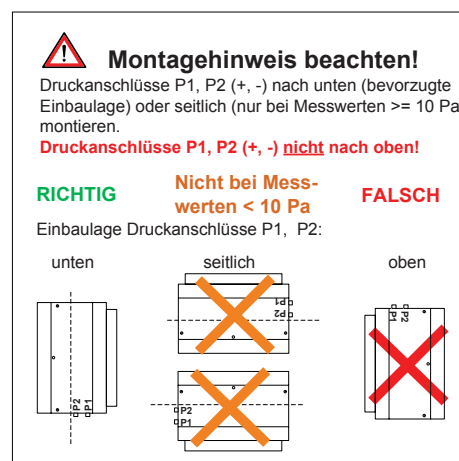 Montagehinweis beachten!
Druckanschlüsse P1, P2 (+, -) nach unten (bevorzugte
Einbaulage) oder seitlich (nur bei Messwerten >= 10 Pa
montieren.
Druckanschlüsse P1, P2 (+, -) nicht nach oben!
RICHTIG
Nicht bei Mess-
werten < 10 Pa
FALSCH
Einbaulage Druckanschlüsse P1, P2:
unten
seitlich
oben
P2
P1
P1
P2
P2
P1
P1
P2